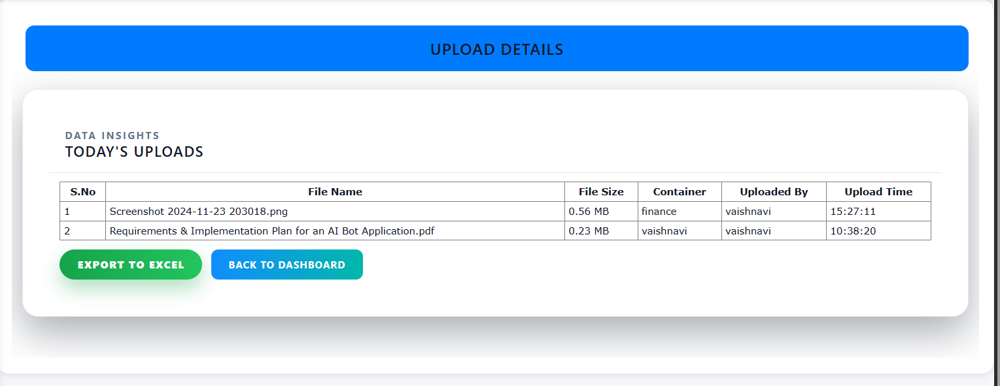 UPLOAD DETAILS
DATA INSIGHTS
TODAY'S UPLOADS
S.No File Name File Size Container Uploaded By Upload Time
1 Screenshot 2024-11-23 203018.png 0.56 MB finance vaishnavi 15:27:11
2 Requirements & Implementation Plan for an AI Bot Application.pdf 0.23 MB vaishnavi vaishnavi 10:38:20
EXPORT TO EXCEL BACK TO DASHBOARD